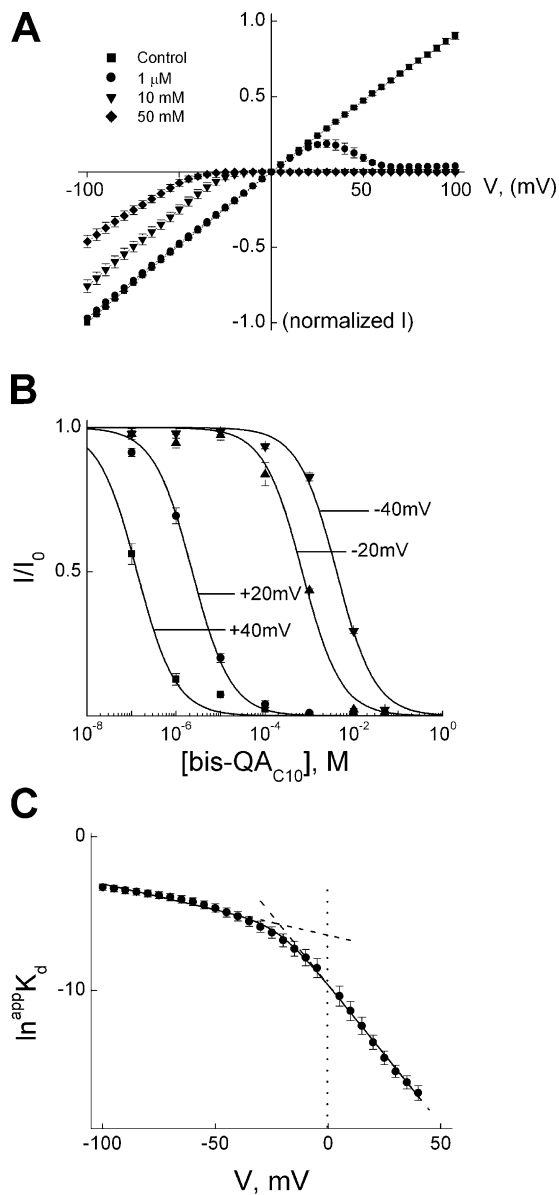 A
1.0
Control
1 μM
10 mM
50 mM
0.5
-100
50
100
V, (mV)
-0.5
-1.0
(normalized I)
B
1.0
0.5
I/I0
-40mV
-20mV
+20mV
+40mV
10-8
10-6
10-4
10-2
100
[bis-QAC10], M
C
0
-10
lnappKd
-100
-50
0
50
V, mV